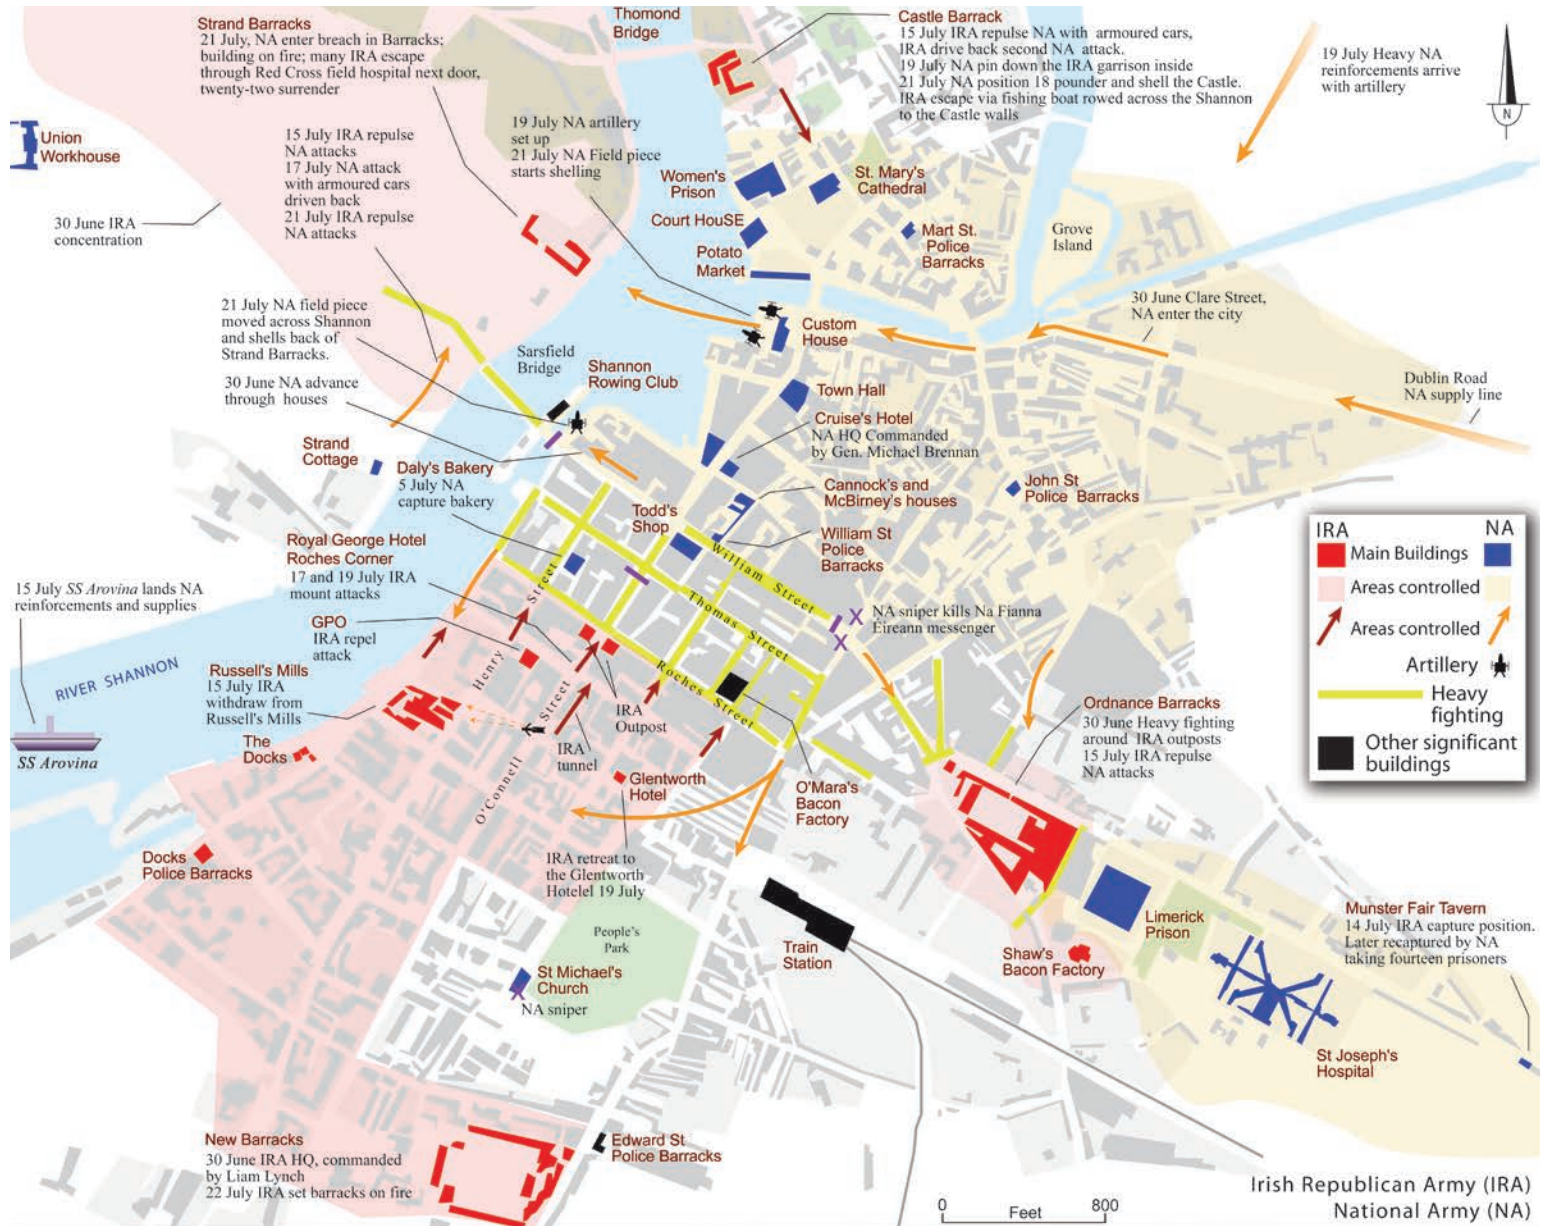 Strand Barracks
21 July, NA enter breach in Barracks;
building on fire; many IRA escape
through Red Cross field hospital next door,
twenty-two surrender
Thomond
Bridge
Castle Barrack
15 July IRA repulse NA with armoured cars,
IRA drive back second NA attack.
19 July NA pin down the IRA garrison inside
21 July NA position 18 pounder and shell the Castle.
IRA escape via fishing boat rowed across the Shannon
to the Castle walls
19 July Heavy NA
reinforcements arrive
with artillery
N
Union
Workhouse
15 July IRA repulse
NA attacks
17 July NA attack
with armoured cars
driven back
21 July IRA repulse
NA attacks
19 July NA artillery
set up
21 July NA Field piece
starts shelling
30 June IRA
concentration
Women's
Prison
St. Mary's
Cathedral
Court HouSE
Mart St.
Police
Barracks
Potato
Market
Grove
Island
21 July NA field piece
moved across Shannon
and shells back of
Strand Barracks.
30 June Clare Street,
NA enter the city
Custom
House
Sarsfield
Bridge
Shannon
Rowing Club
30 June NA advance
through houses
Town Hall
Dublin Road
NA supply line
Cruise's Hotel
NA HQ Commanded
by Gen. Michael Brennan
Strand
Cottage
Daly's Bakery
5 July NA
capture bakery
Cannock's and
McBirney's houses
John St
Police Barracks
Todd's
Shop
William St
Police
Barracks
Royal George Hotel
Roches Corner
17 and 19 July IRA
mount attacks
William Street
Thomas Street
Roches Street
Henry Street
O'Connell Street
NA sniper kills Na Fianna
Éireann messenger
15 July SS Arovina lands NA
reinforcements and supplies
GPO
IRA repel
attack
RIVER SHANNON
Russell's Mills
15 July IRA
withdraw from
Russell's Mills
SS Arovina
The
Docks
IRA
Outpost
IRA
tunnel
Glentworth
Hotel
O'Mara's
Bacon
Factory
Ordnance Barracks
30 June Heavy fighting
around IRA outposts
15 July IRA repulse
NA attacks
IRA NA
Main Buildings
Areas controlled
Areas controlled
Artillery
Heavy
fighting
Other significant
buildings
Docks
Police Barracks
IRA retreat to
the Glentworth
Hotelel 19 July
People's
Park
Train
Station
Limerick
Prison
Shaw's
Bacon Factory
Munster Fair Tavern
14 July IRA capture position.
Later recaptured by NA
taking fourteen prisoners
St Michael's
Church
NA sniper
St Joseph's
Hospital
New Barracks
30 June IRA HQ, commanded
by Liam Lynch
22 July IRA set barracks on fire
Edward St
Police Barracks
0 800
Feet
Irish Republican Army (IRA)
National Army (NA)